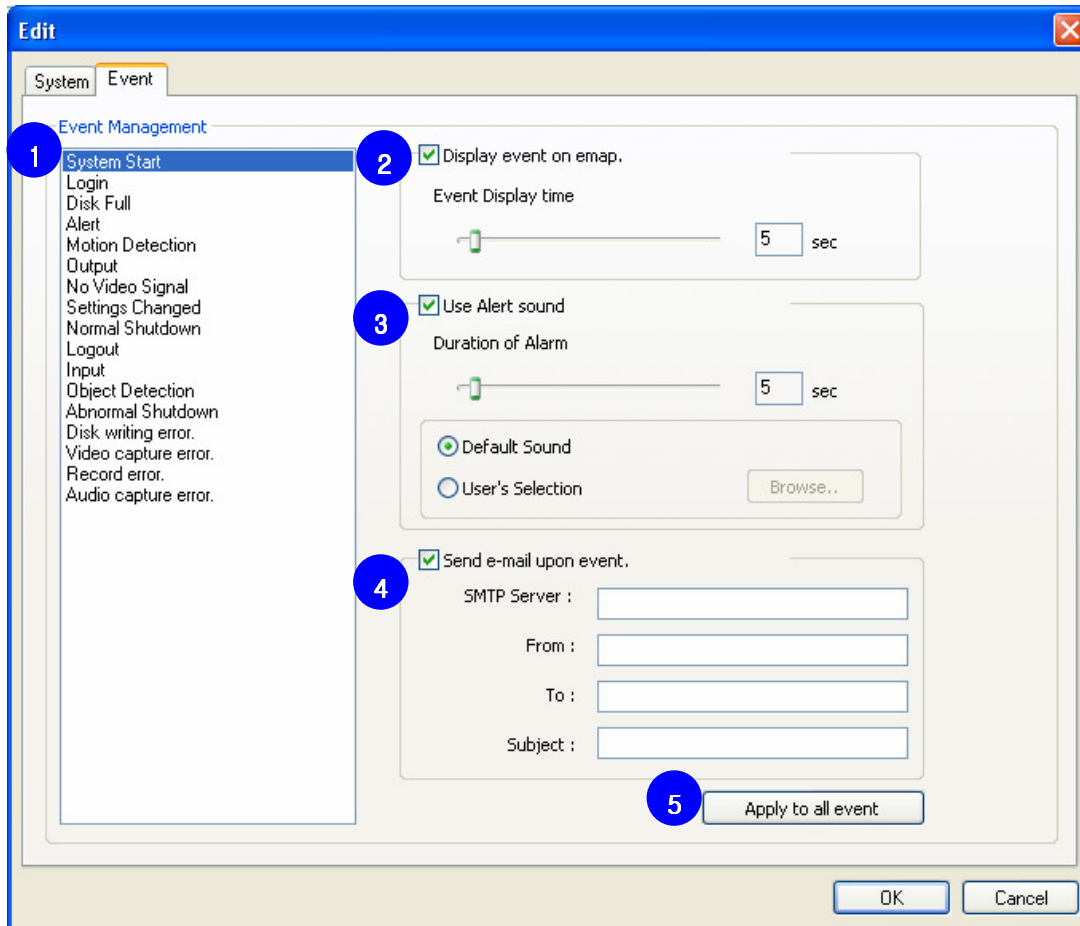 Edit
System
Event
Event Management
1
System Start
Login
Disk Full
Alert
Motion Detection
Output
No Video Signal
Settings Changed
Normal Shutdown
Logout
Input
Object Detection
Abnormal Shutdown
Disk writing error.
Video capture error.
Record error.
Audio capture error.
2
Display event on emap.
Event Display time
5 sec
3
Use Alert sound
Duration of Alarm
5 sec
Default Sound
User's Selection
Browse..
4
Send e-mail upon event.
SMTP Server :
From :
To :
Subject :
5
Apply to all event
OK
Cancel